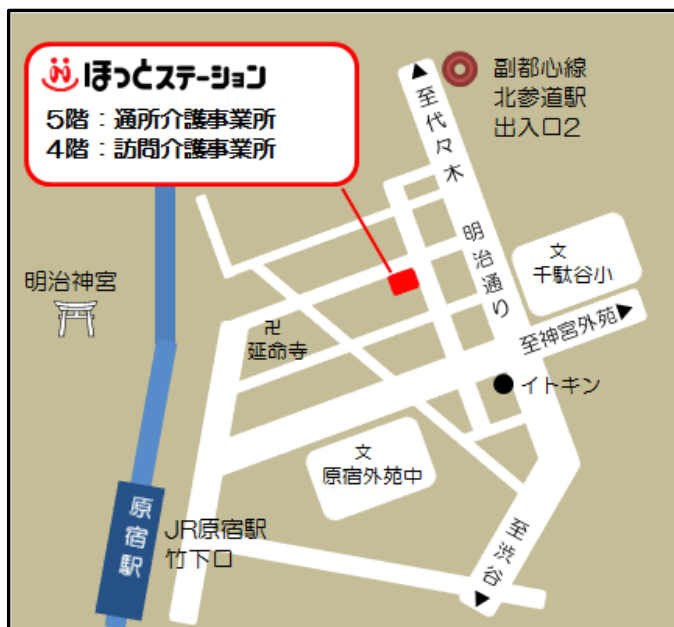 ほっとステーション
5階：通所介護事業所
4階：訪問介護事業所
副都心線
北参道駅
出入口2
▲至代々木
明治通り
文
千駄谷小
至神宮外苑▶
明治神宮
卍
延命寺
イトキン
文
原宿外苑中
原宿駅
JR原宿駅
竹下口
至渋谷▼